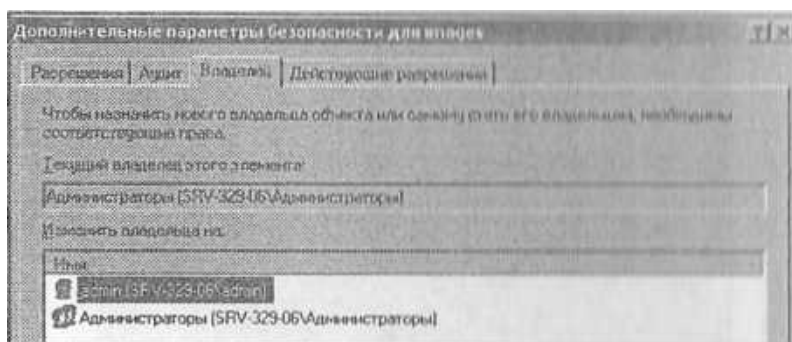 Дополнительные параметры безопасности для images
Разрешения Аудит Владелец Действующие разрешения
Чтобы назначить нового владельца объекта или самому стать его владельцем, необходимы
соответствующие права.
Текущий владелец этого элемента:
Администраторы (SRV-329-06\Администраторы)
Изменить владельца на:
Имя
admin (SRV-329-06\admin)
Администраторы (SRV-329-06\Администраторы)